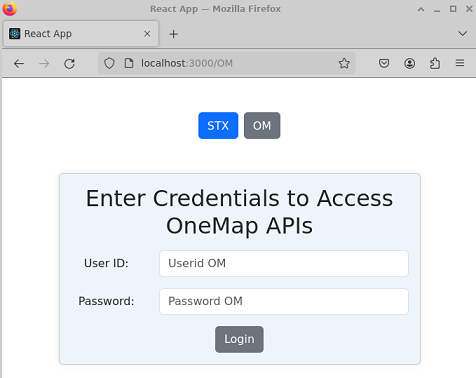 React App — Mozilla Firefox
React App
localhost:3000/OM
STX OM
Enter Credentials to Access
OneMap APIs
User ID: Userid OM
Password: Password OM
Login